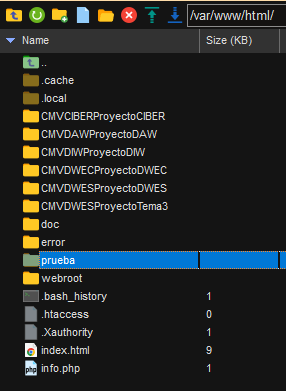 /var/www/html/
Name Size (KB)
..
.cache
.local
CMVCIBERProyectoCIBER
CMVDAWProyectoDAW
CMVDIWProyectoDIW
CMVDWECProyectoDWEC
CMVDWESProyectoDWES
CMVDWESProyectoTema3
doc
error
prueba
webroot
.bash_history 1
.htaccess 0
.Xauthority 1
index.html 9
php info.php 1